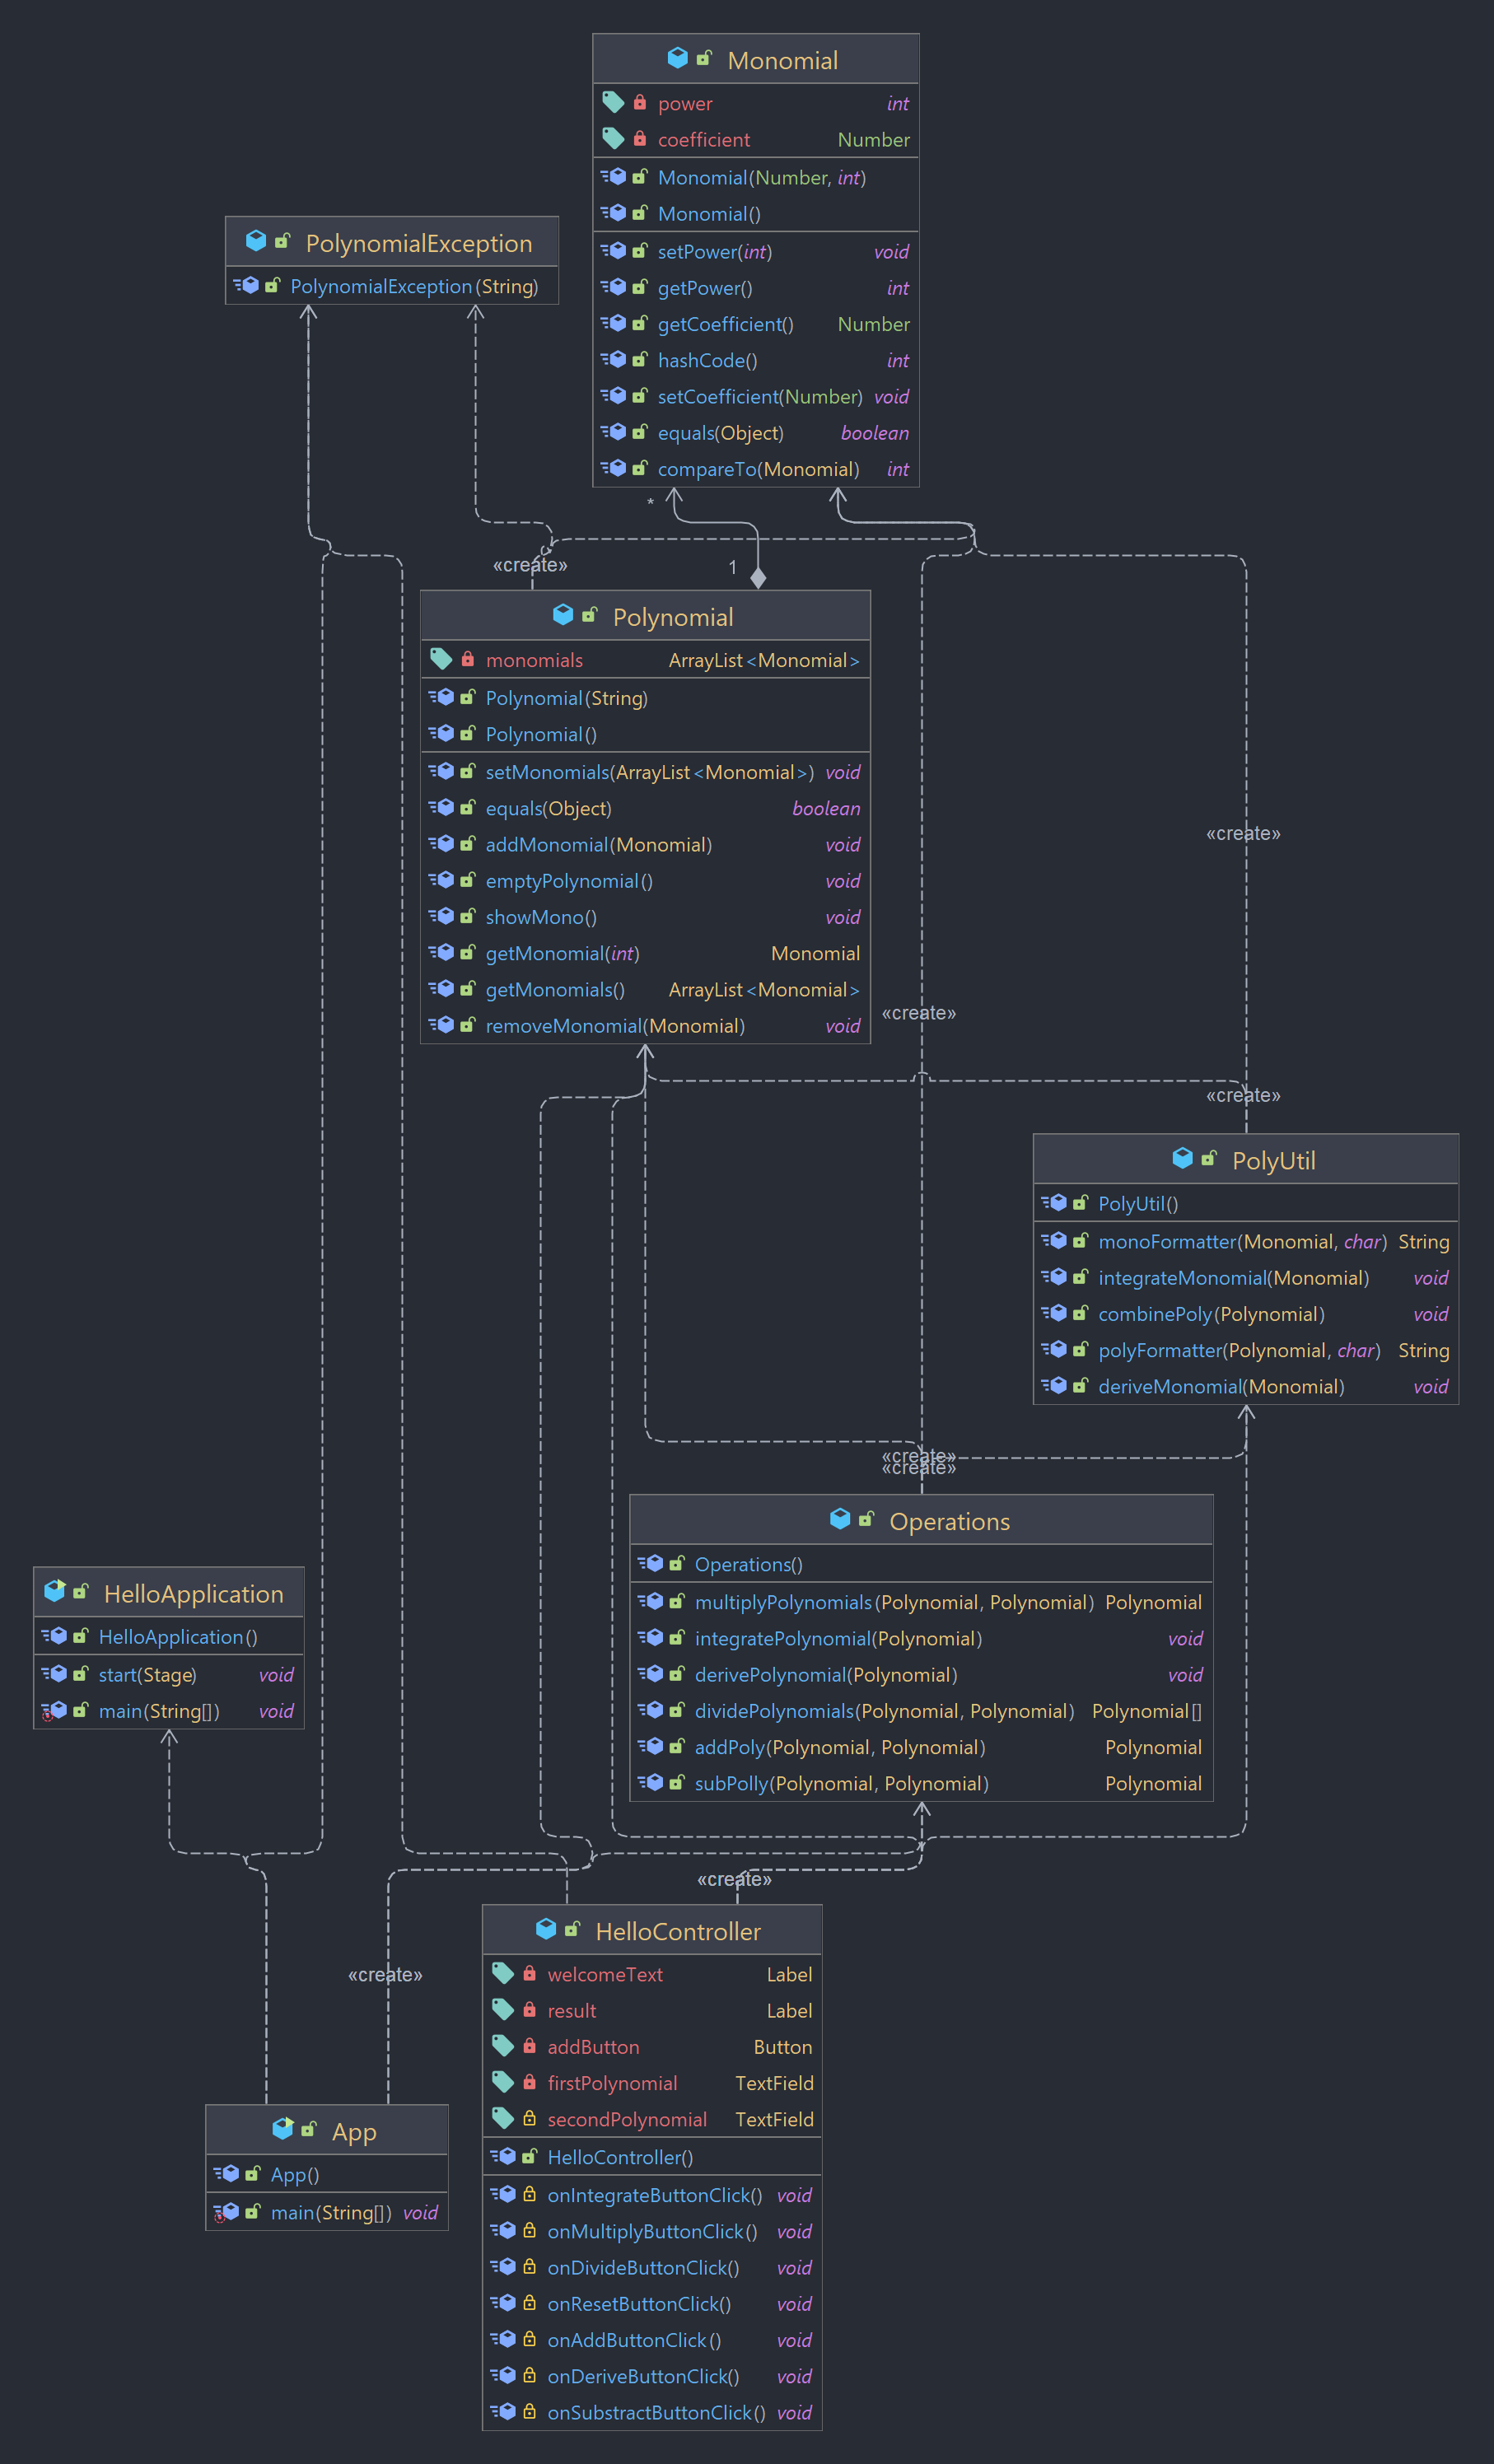 Monomial
power int
coefficient Number
Monomial(Number, int)
Monomial()
setPower(int) void
getPower() int
getCoefficient() Number
hashCode() int
setCoefficient(Number) void
equals(Object) boolean
compareTo(Monomial) int
PolynomialException
PolynomialException(String)
*
1
«create»
Polynomial
monomials ArrayList<Monomial>
Polynomial(String)
Polynomial()
setMonomials(ArrayList<Monomial>) void
equals(Object) boolean
addMonomial(Monomial) void
emptyPolynomial() void
showMono() void
getMonomial(int) Monomial
getMonomials() ArrayList<Monomial>
removeMonomial(Monomial) void
«create»
«create»
«create»
PolyUtil
PolyUtil()
monoFormatter(Monomial, char) String
integrateMonomial(Monomial) void
combinePoly(Polynomial) void
polyFormatter(Polynomial, char) String
deriveMonomial(Monomial) void
«create»
«create»
Operations
Operations()
multiplyPolynomials(Polynomial, Polynomial) Polynomial
integratePolynomial(Polynomial) void
derivePolynomial(Polynomial) void
dividePolynomials(Polynomial, Polynomial) Polynomial[]
addPoly(Polynomial, Polynomial) Polynomial
subPolly(Polynomial, Polynomial) Polynomial
HelloApplication
HelloApplication()
start(Stage) void
main(String[]) void
«create»
«create»
HelloController
welcomeText Label
result Label
addButton Button
firstPolynomial TextField
secondPolynomial TextField
HelloController()
onIntegrateButtonClick() void
onMultiplyButtonClick() void
onDivideButtonClick() void
onResetButtonClick() void
onAddButtonClick() void
onDeriveButtonClick() void
onSubstractButtonClick() void
App
App()
main(String[]) void